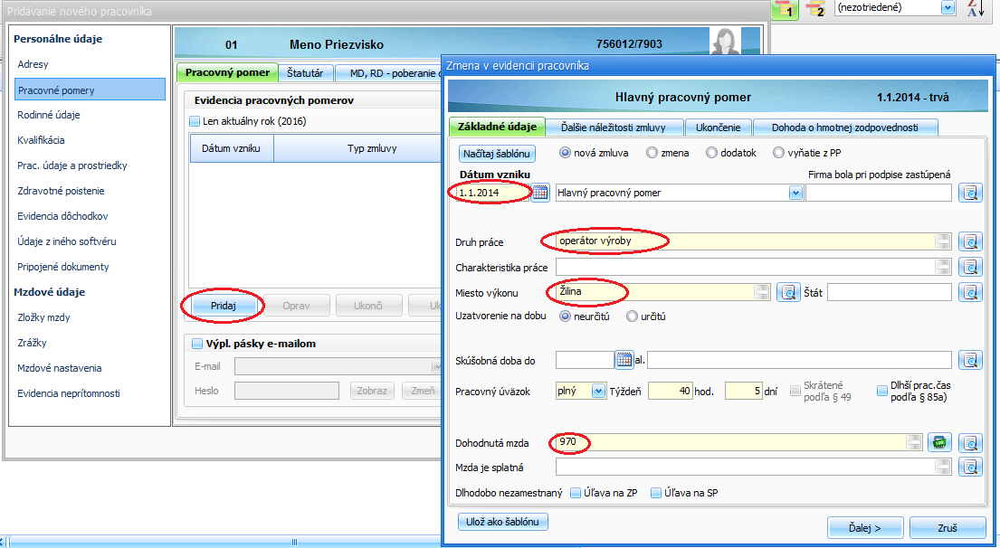 Pridávanie nového pracovníka
1
2
(nezotriedené)
Z
A
Personálne údaje
Adresy
Pracovné pomery
Rodinné údaje
Kvalifikácia
Prac. údaje a prostriedky
Zdravotné poistenie
Evidencia dôchodkov
Údaje z iného softvéru
Pripojené dokumenty
Mzdové údaje
Zložky mzdy
Zrážky
Mzdové nastavenia
Evidencia neprítomnosti
01 Meno Priezvisko 756012/7903
Pracovný pomer Štatutár MD, RD - poberanie
Evidencia pracovných pomerov
Len aktuálny rok (2016)
Dátum vzniku Typ zmluvy
Pridaj Oprav Ukonči Uk
Výpl. pásky e-mailom
E-mail
Heslo Zobraz Zmeň
Zmena v evidencii pracovníka
Hlavný pracovný pomer 1.1.2014 - trvá
Základné údaje Ďalšie náležitosti zmluvy Ukončenie Dohoda o hmotnej zodpovednosti
Načítaj šablónu nová zmluva zmena dodatok vyňatie z PP
Dátum vzniku Firma bola pri podpise zastúpená
1.1.2014 Hlavný pracovný pomer
Druh práce operátor výroby
Charakteristika práce
Miesto výkonu Žilina Štát
Uzatvorenie na dobu neurčitú určitú
Skúšobná doba do al.
Pracovný úväzok plný Týždeň 40 hod. 5 dní Skrátené podľa § 49 Dlhší prac.čas podľa § 85a)
Dohodnutá mzda 970
Mzda je splatná
Dlhodobo nezamestnaný Úľava na ZP Úľava na SP
Ulož ako šablónu
Ďalej > Zruš